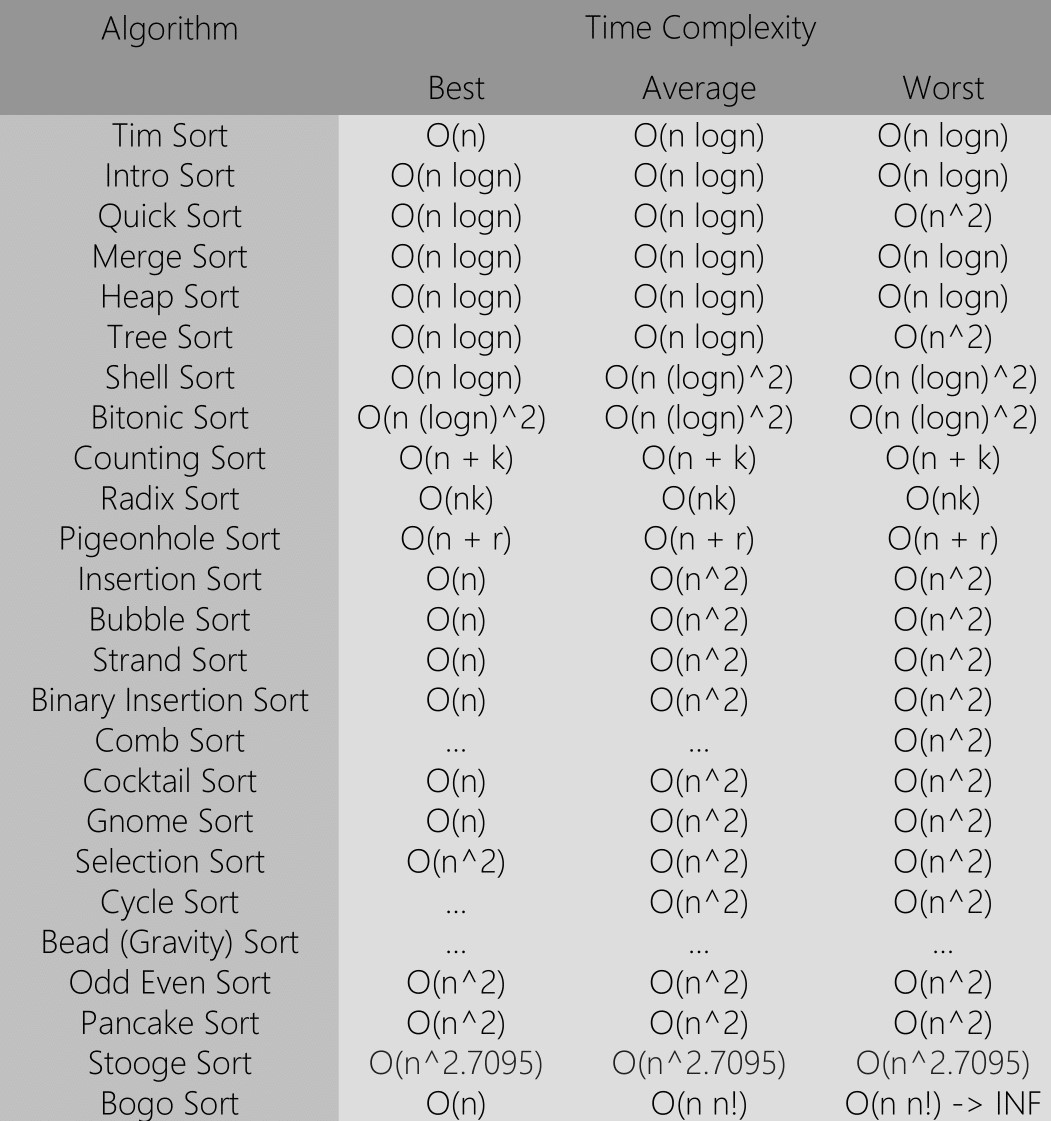 Algorithm Time Complexity
Best Average Worst
Tim Sort O(n) O(n logn) O(n logn)
Intro Sort O(n logn) O(n logn) O(n logn)
Quick Sort O(n logn) O(n logn) O(n^2)
Merge Sort O(n logn) O(n logn) O(n logn)
Heap Sort O(n logn) O(n logn) O(n logn)
Tree Sort O(n logn) O(n logn) O(n^2)
Shell Sort O(n logn) O(n (logn)^2) O(n (logn)^2)
Bitonic Sort O(n (logn)^2) O(n (logn)^2) O(n (logn)^2)
Counting Sort O(n + k) O(n + k) O(n + k)
Radix Sort O(nk) O(nk) O(nk)
Pigeonhole Sort O(n + r) O(n + r) O(n + r)
Insertion Sort O(n) O(n^2) O(n^2)
Bubble Sort O(n) O(n^2) O(n^2)
Strand Sort O(n) O(n^2) O(n^2)
Binary Insertion Sort O(n) O(n^2) O(n^2)
Comb Sort ... ... O(n^2)
Cocktail Sort O(n) O(n^2) O(n^2)
Gnome Sort O(n) O(n^2) O(n^2)
Selection Sort O(n^2) O(n^2) O(n^2)
Cycle Sort ... O(n^2) O(n^2)
Bead (Gravity) Sort ... ... ...
Odd Even Sort O(n^2) O(n^2) O(n^2)
Pancake Sort O(n^2) O(n^2) O(n^2)
Stooge Sort O(n^2.7095) O(n^2.7095) O(n^2.7095)
Bogo Sort O(n) O(n n!) O(n n!) -> INF